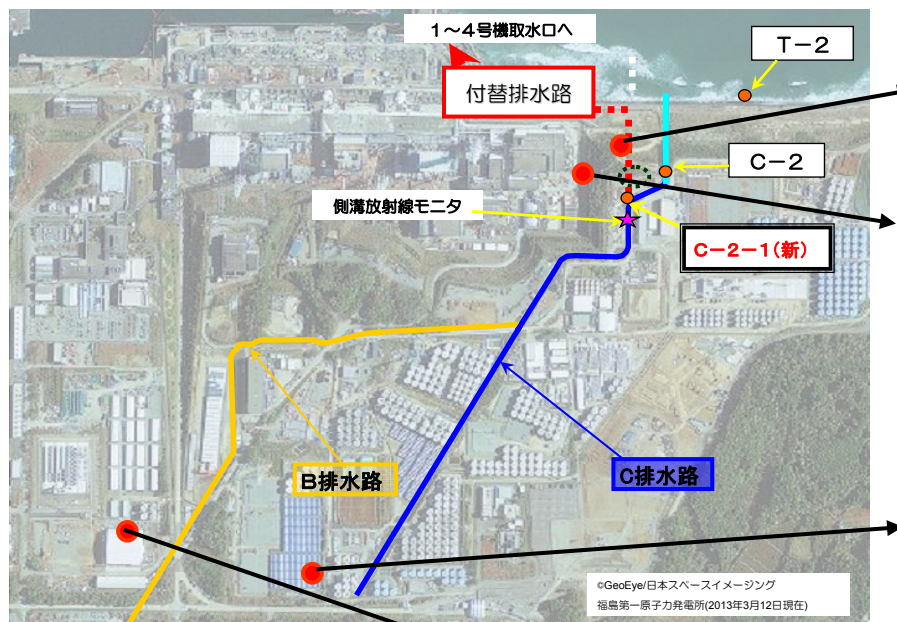 1～4号機取水口へ
T－2
付替排水路
C－2
側溝放射線モニタ
C－2－1(新)
B排水路
C排水路
©GeoEye/日本スペースイメージング
福島第一原子力発電所(2013年3月12日現在)